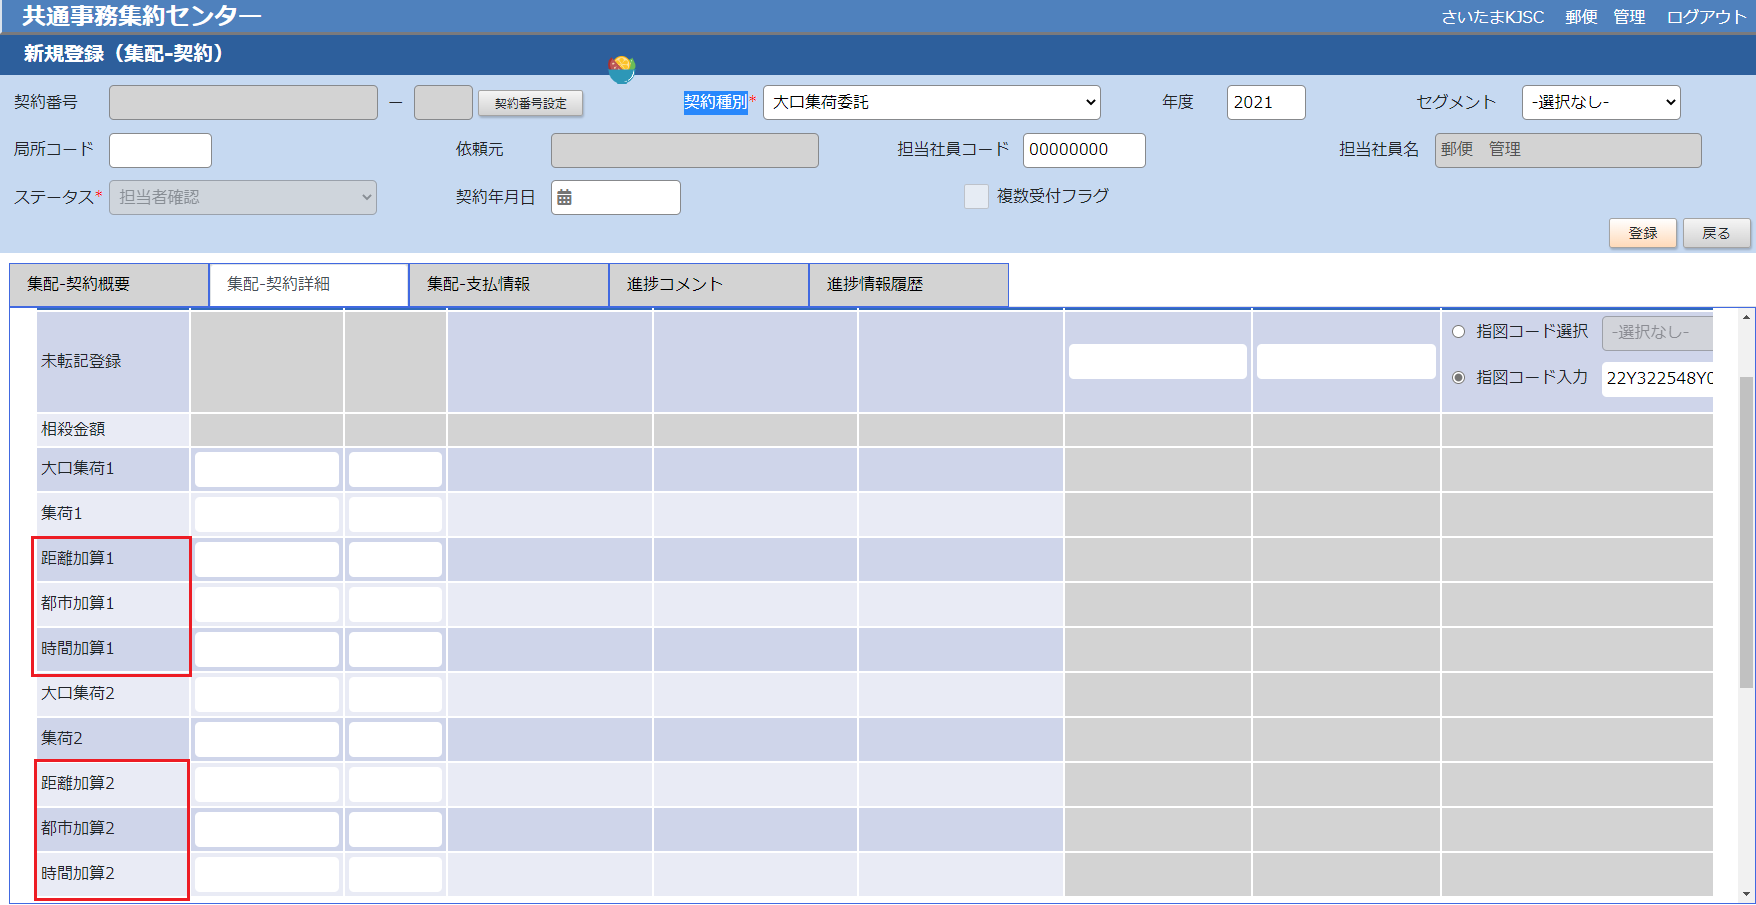 共通事務集約センター
さいたまKJSC 郵便 管理 ログアウト
新規登録（集配-契約）
契約番号 － 契約番号設定 契約種別* 大口集荷委託 年度 2021 セグメント -選択なし-
局所コード 依頼元 担当社員コード 00000000 担当社員名 郵便 管理
ステータス* 担当者確認 契約年月日 複数受付フラグ
登録 戻る
集配-契約概要 集配-契約詳細 集配-支払情報 進捗コメント 進捗情報履歴
指図コード選択 -選択なし-
未転記登録
指図コード入力 22Y322548Y0
相殺金額
大口集荷1
集荷1
距離加算1
都市加算1
時間加算1
大口集荷2
集荷2
距離加算2
都市加算2
時間加算2